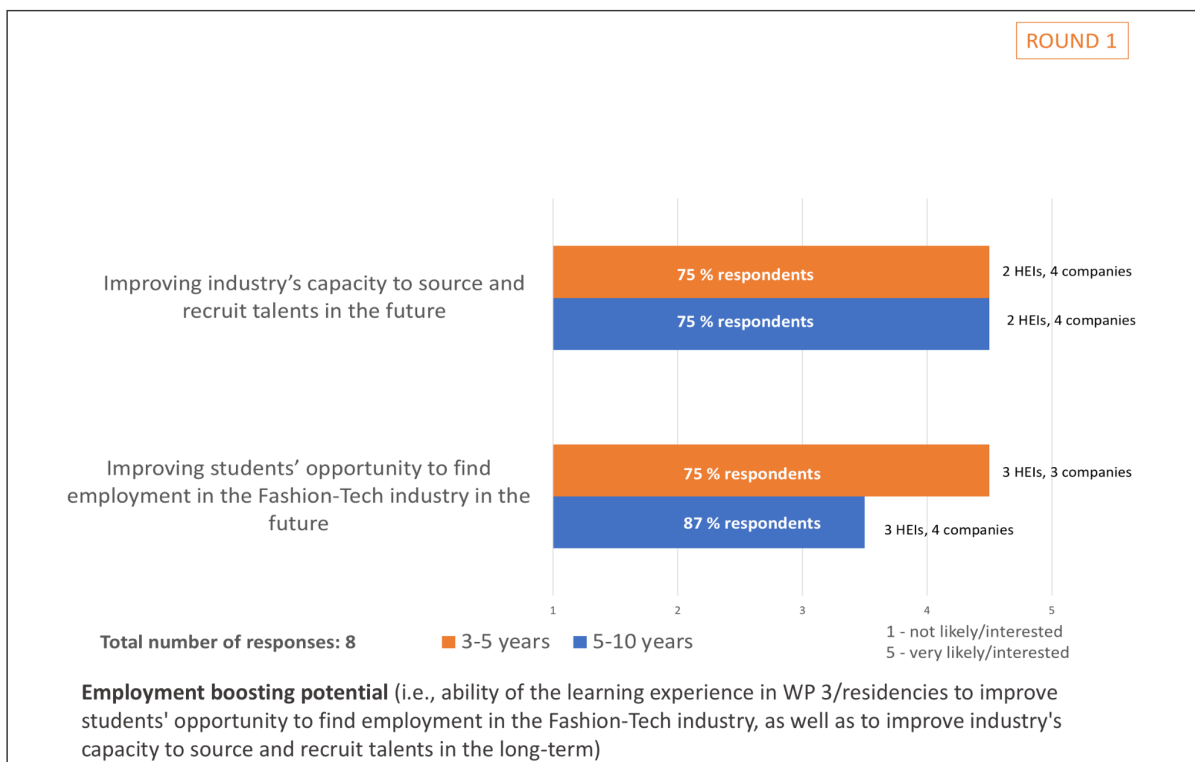 ROUND 1
Improving industry’s capacity to source and
recruit talents in the future
75 % respondents
2 HEIs, 4 companies
75 % respondents
2 HEIs, 4 companies
Improving students’ opportunity to find
employment in the Fashion-Tech industry in the
future
75 % respondents
3 HEIs, 3 companies
87 % respondents
3 HEIs, 4 companies
1 2 3 4 5
Total number of responses: 8
3-5 years 5-10 years
1 - not likely/interested
5 - very likely/interested
Employment boosting potential (i.e., ability of the learning experience in WP 3/residencies to improve
students' opportunity to find employment in the Fashion-Tech industry, as well as to improve industry's
capacity to source and recruit talents in the long-term)